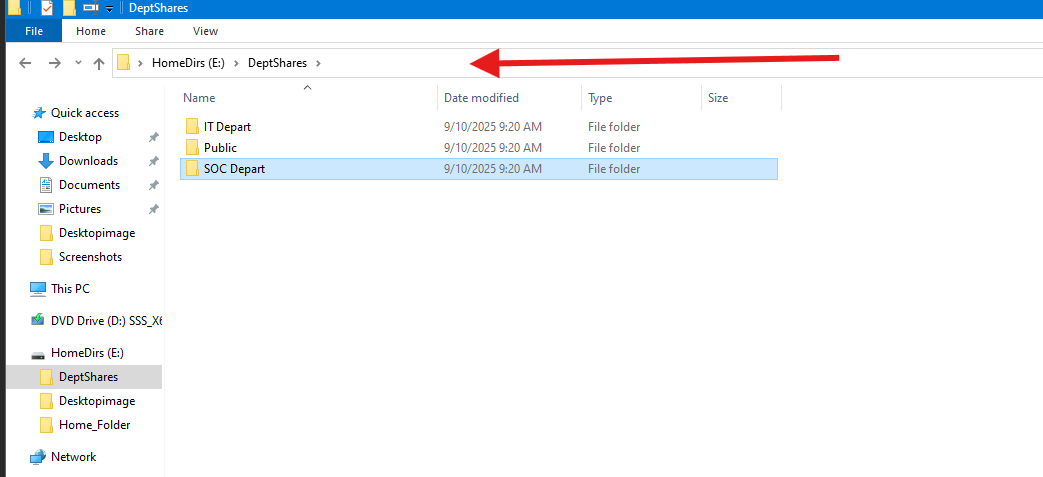 DeptShares
File Home Share View
HomeDirs (E:) DeptShares
Name Date modified Type Size
Quick access
Desktop
Downloads
Documents
Pictures
Desktopimage
Screenshots
This PC
DVD Drive (D:) SSS_X6
HomeDirs (E:)
DeptShares
Desktopimage
Home_Folder
Network
IT Depart 9/10/2025 9:20 AM File folder
Public 9/10/2025 9:20 AM File folder
SOC Depart 9/10/2025 9:20 AM File folder